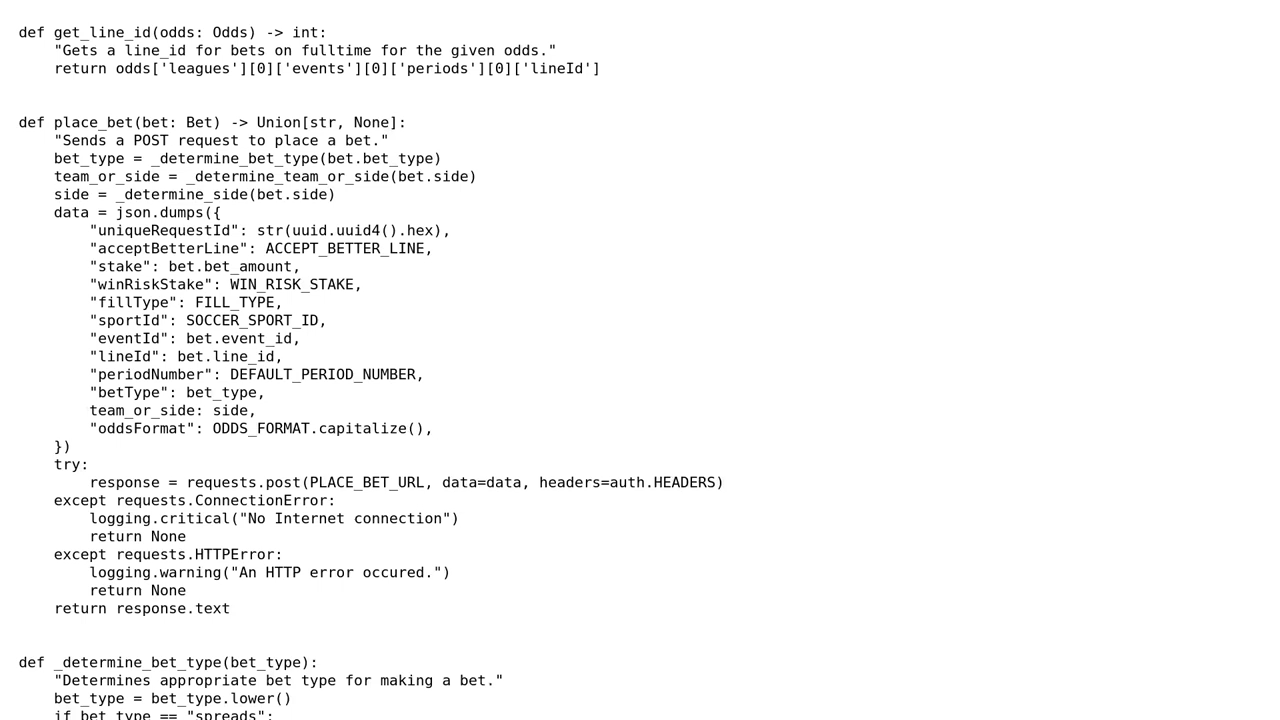 def get_line_id(odds: Odds) -> int:
    "Gets a line_id for bets on fulltime for the given odds."
    return odds['leagues'][0]['events'][0]['periods'][0]['lineId']


def place_bet(bet: Bet) -> Union[str, None]:
    "Sends a POST request to place a bet."
    bet_type = _determine_bet_type(bet.bet_type)
    team_or_side = _determine_team_or_side(bet.side)
    side = _determine_side(bet.side)
    data = json.dumps({
        "uniqueRequestId": str(uuid.uuid4().hex),
        "acceptBetterLine": ACCEPT_BETTER_LINE,
        "stake": bet.bet_amount,
        "winRiskStake": WIN_RISK_STAKE,
        "fillType": FILL_TYPE,
        "sportId": SOCCER_SPORT_ID,
        "eventId": bet.event_id,
        "lineId": bet.line_id,
        "periodNumber": DEFAULT_PERIOD_NUMBER,
        "betType": bet_type,
        team_or_side: side,
        "oddsFormat": ODDS_FORMAT.capitalize(),
    })
    try:
        response = requests.post(PLACE_BET_URL, data=data, headers=auth.HEADERS)
    except requests.ConnectionError:
        logging.critical("No Internet connection")
        return None
    except requests.HTTPError:
        logging.warning("An HTTP error occured.")
        return None
    return response.text


def _determine_bet_type(bet_type):
    "Determines appropriate bet type for making a bet."
    bet_type = bet_type.lower()
    if bet_type == "spreads":